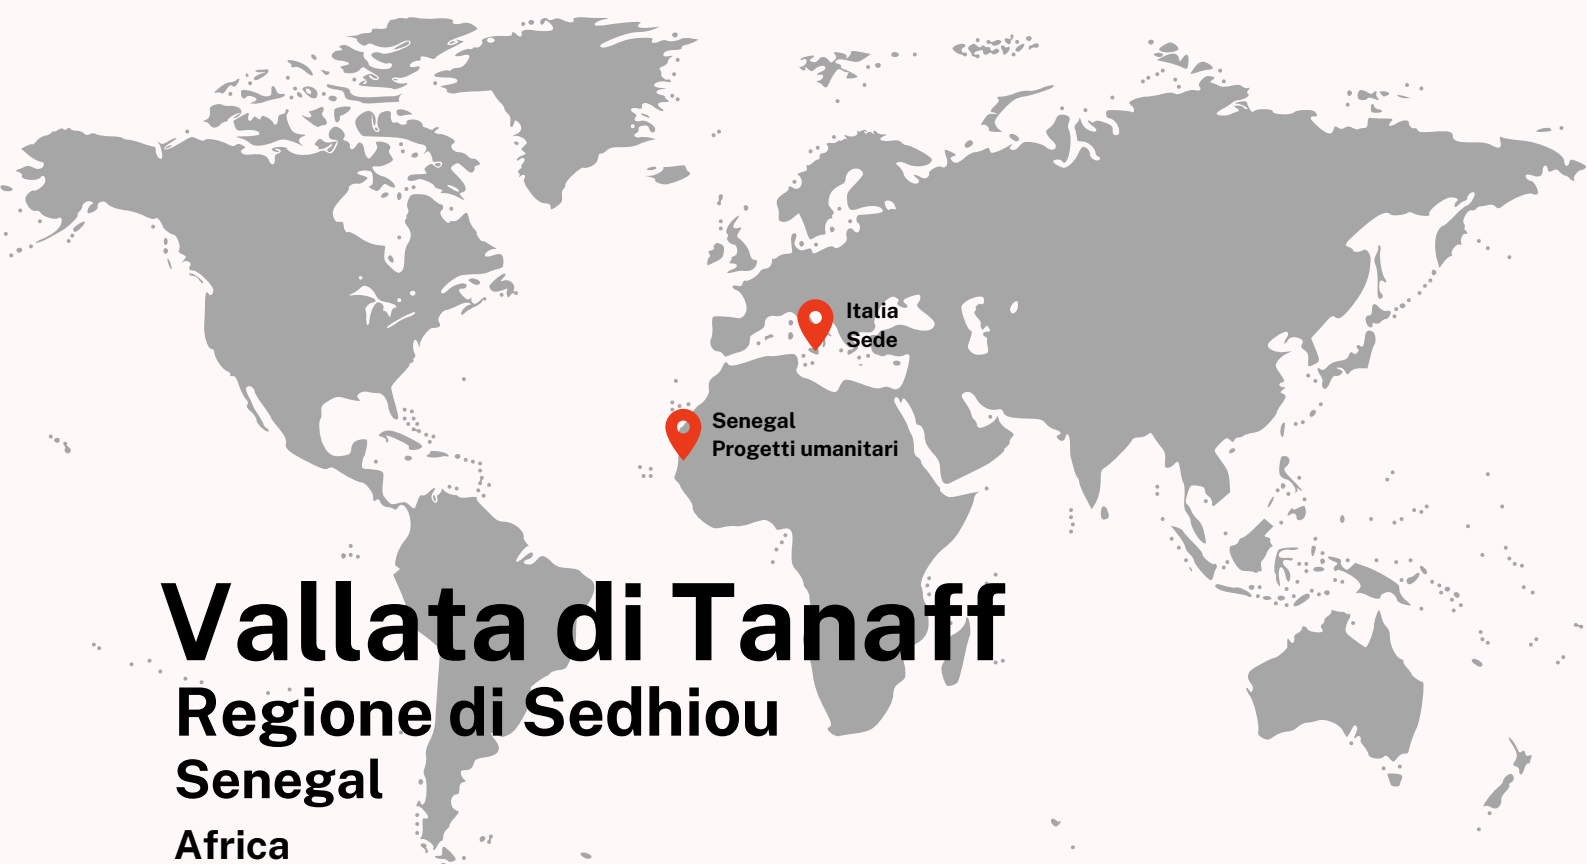 Italia
Sede
Senegal
Progetti umanitari
Vallata di Tanaff
Regione di Sedhiou
Senegal
Africa